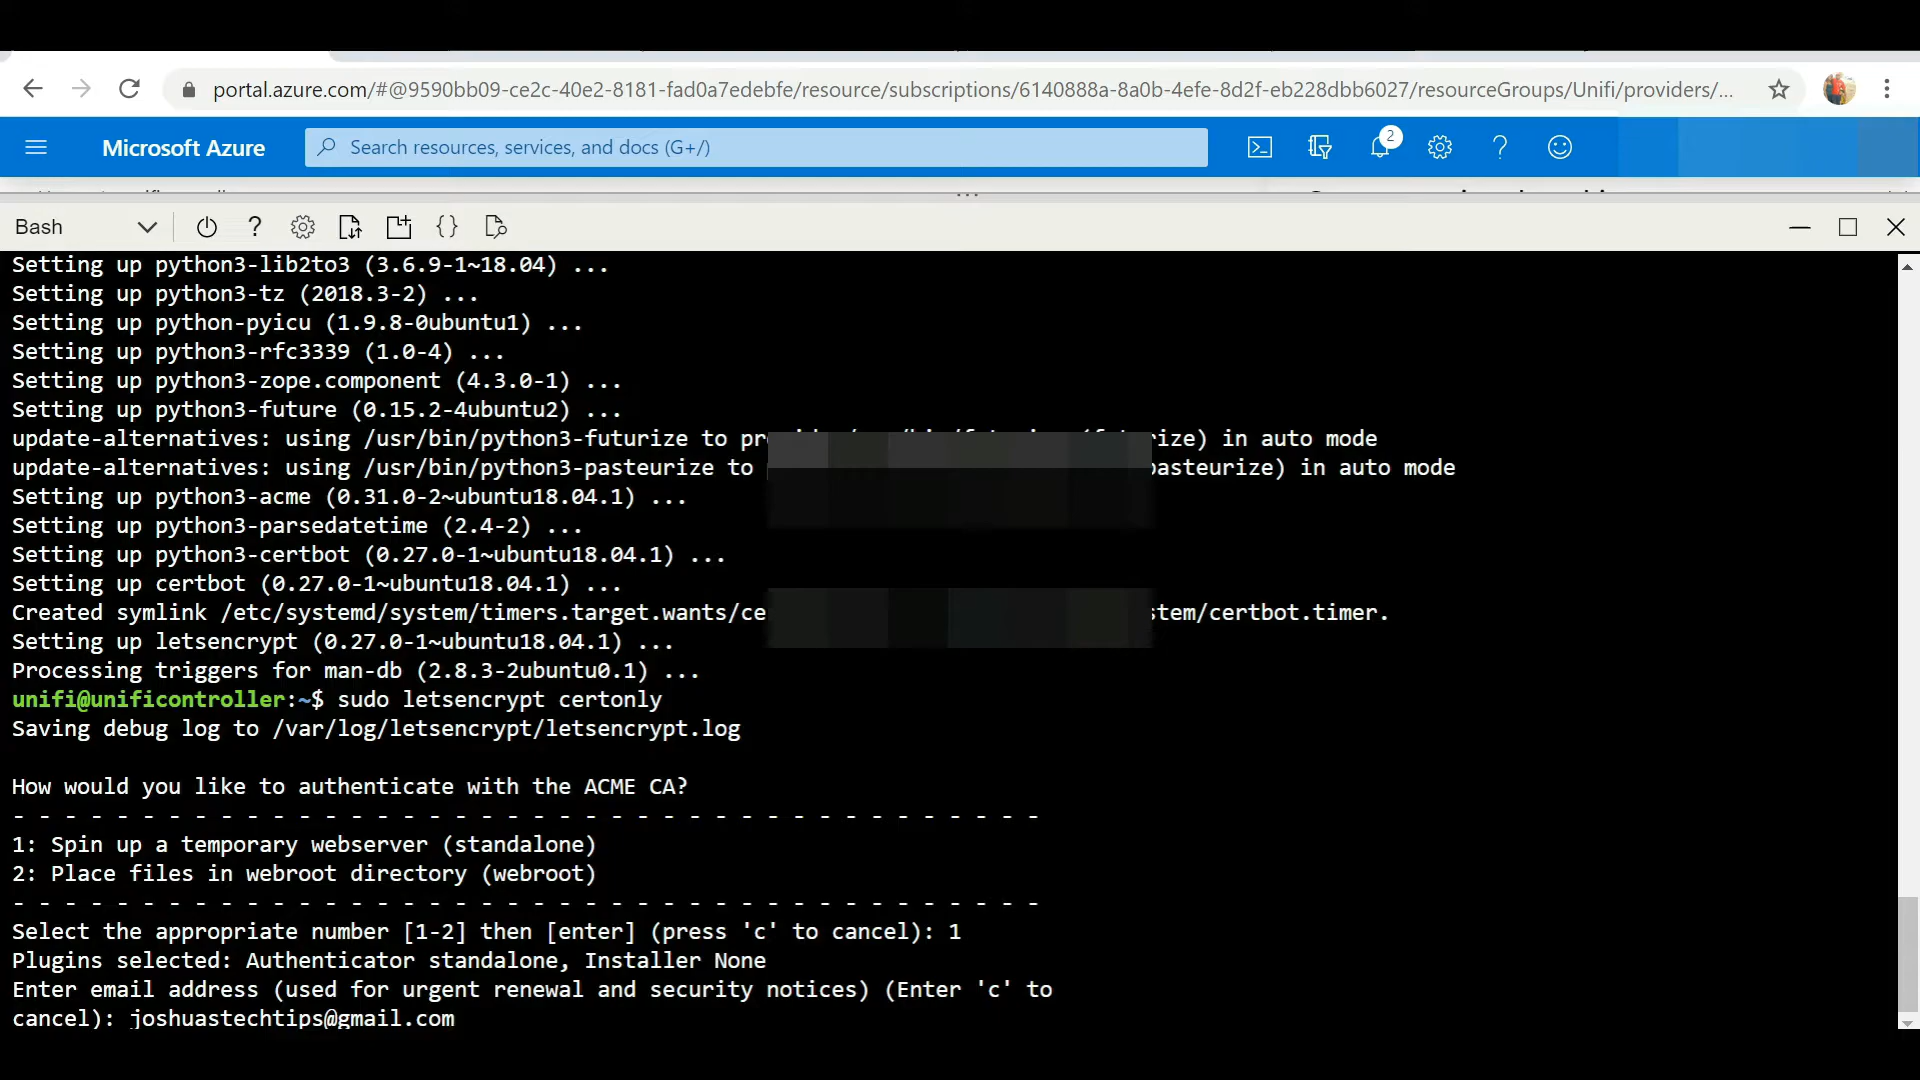 portal.azure.com/#@9590bb09-ce2c-40e2-8181-fad0a7edebfe/resource/subscriptions/6140888a-8a0b-4efe-8d2f-eb228dbb6027/resourceGroups/Unifi/providers/...
Microsoft Azure
Search resources, services, and docs (G+/)
2
Bash
Setting up python3-lib2to3 (3.6.9-1~18.04) ...
Setting up python3-tz (2018.3-2) ...
Setting up python-pyicu (1.9.8-0ubuntu1) ...
Setting up python3-rfc3339 (1.0-4) ...
Setting up python3-zope.component (4.3.0-1) ...
Setting up python3-future (0.15.2-4ubuntu2) ...
update-alternatives: using /usr/bin/python3-futurize to in auto mode
update-alternatives: using /usr/bin/python3-pasteurize to pasteurize) in auto mode
Setting up python3-acme (0.31.0-2~ubuntu18.04.1) ...
Setting up python3-parsedatetime (2.4-2) ...
Setting up python3-certbot (0.27.0-1~ubuntu18.04.1) ...
Setting up certbot (0.27.0-1~ubuntu18.04.1) ...
Created symlink /etc/systemd/system/timers.target.wants/ce stem/certbot.timer.
Setting up letsencrypt (0.27.0-1~ubuntu18.04.1) ...
Processing triggers for man-db (2.8.3-2ubuntu0.1) ...
unifi@unificontroller:~$ sudo letsencrypt certonly
Saving debug log to /var/log/letsencrypt/letsencrypt.log
How would you like to authenticate with the ACME CA?
- - - - - - - - - - - - - - - - - - - - - - - - - - - - - - - - - - - - - - - -
1: Spin up a temporary webserver (standalone)
2: Place files in webroot directory (webroot)
- - - - - - - - - - - - - - - - - - - - - - - - - - - - - - - - - - - - - - - -
Select the appropriate number [1-2] then [enter] (press 'c' to cancel): 1
Plugins selected: Authenticator standalone, Installer None
Enter email address (used for urgent renewal and security notices) (Enter 'c' to
cancel): joshuastechtips@gmail.com